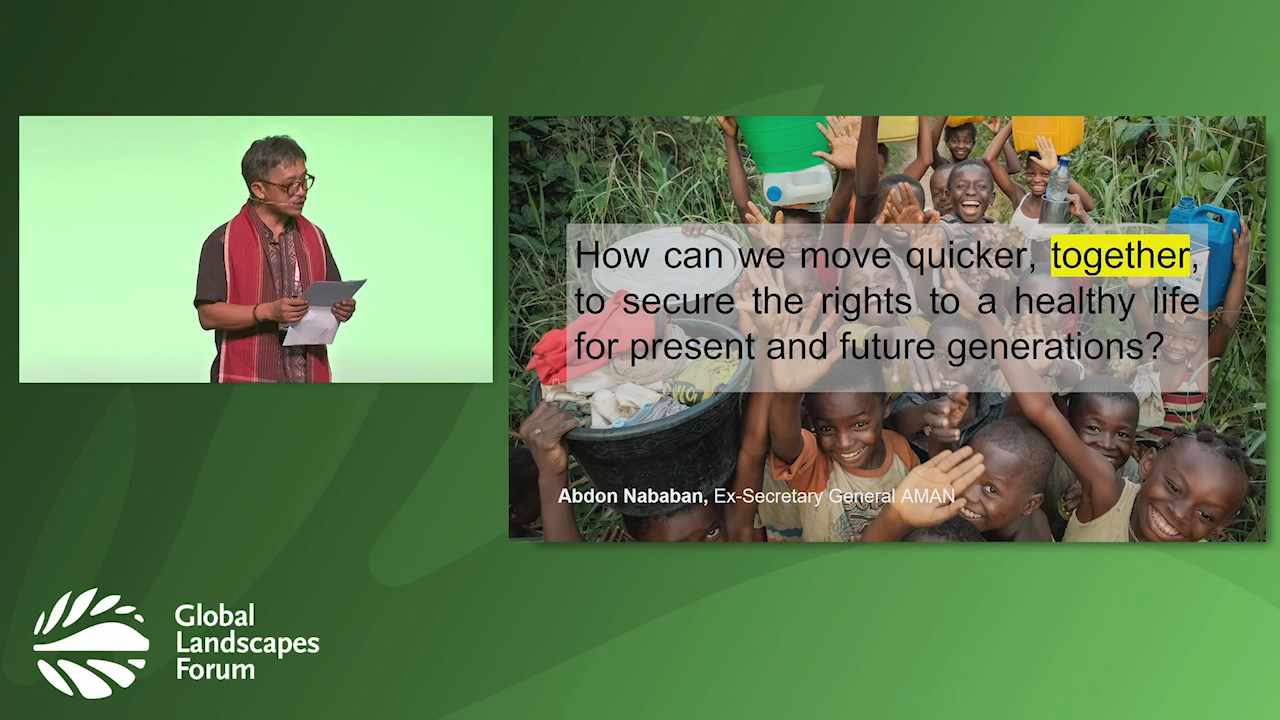 How can we move quicker, together,
to secure the rights to a healthy life
for present and future generations?
Abdon Nababan, Ex-Secretary General AMAN
Global
Landscapes
Forum